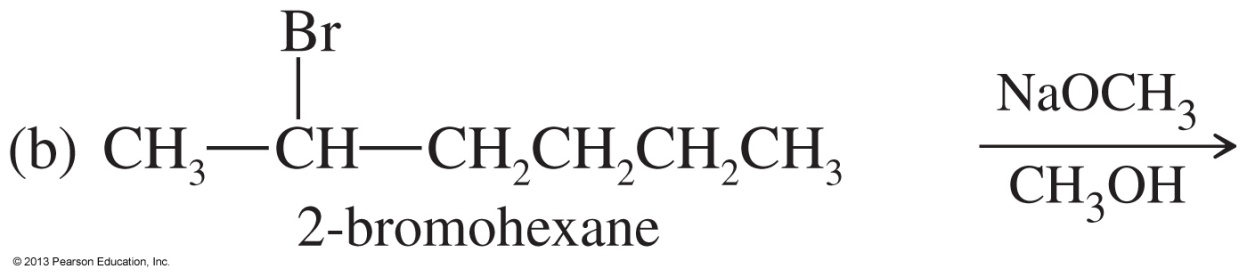 Br
(b) CH₃—CH—CH₂CH₂CH₂CH₃
2-bromohexane
NaOCH₃
CH₃OH
© 2013 Pearson Education, Inc.